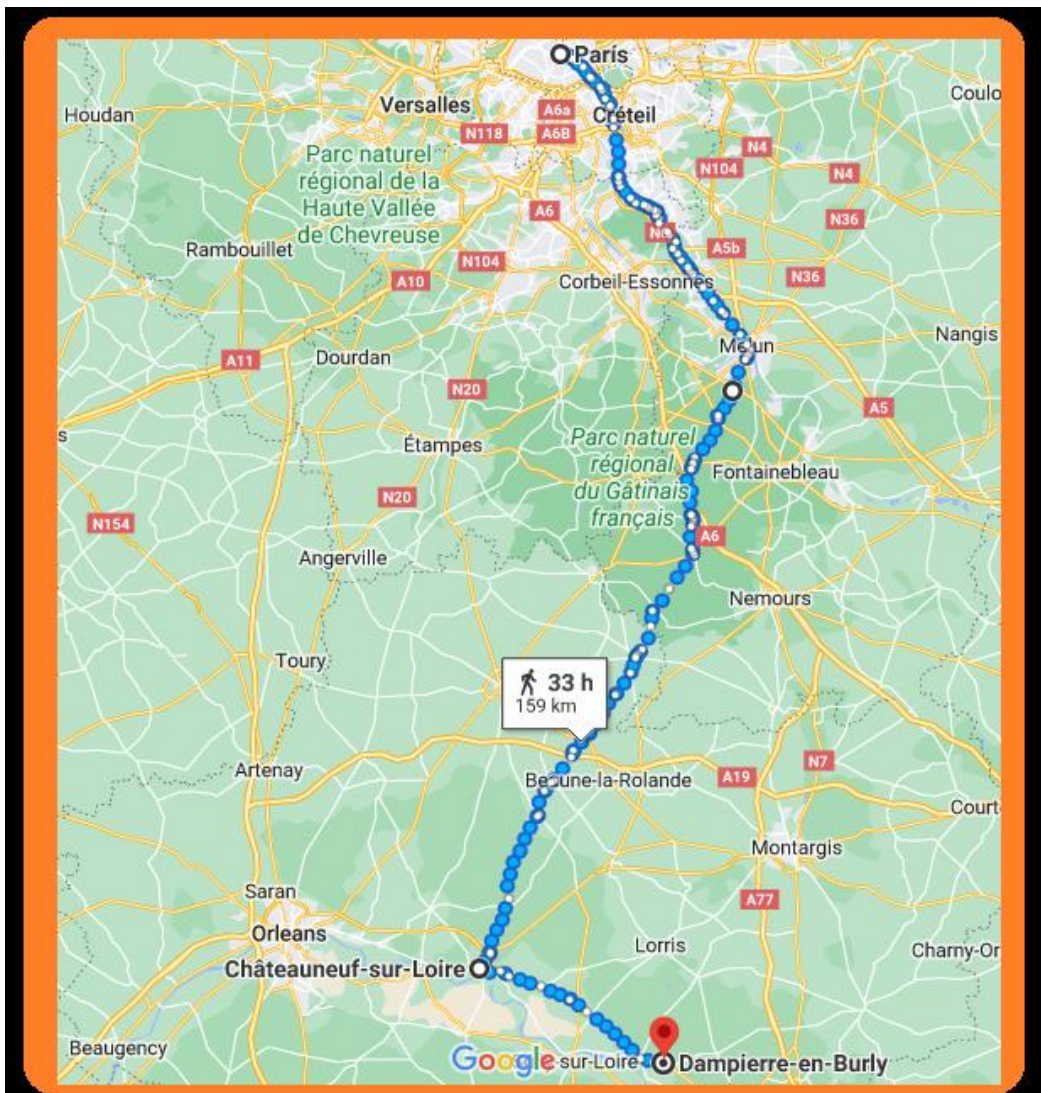 París
Houdan
Versalles
A6a
Créteil
Coulo
N118
A6B
N4
N104
N4
Parc naturel
régional de la
Haute Vallée
de Chevreuse
A6
N36
A5b
Rambouillet
N104
A10
Corbeil-Essonnes
N36
Nangis
A11
Dourdan
Melun
N20
A5
s
Étampes
Parc naturel
régional
du Gâtinais
français
Fontainebleau
N20
N154
A6
Angerville
Nemours
Toury
33 h
159 km
Artenay
Beaune-la-Rolande
A19
N7
Court
Montargis
Saran
A77
Orleans
Lorris
Charny-Or
Châteauneuf-sur-Loire
Beaugency
Google
sur-Loire
Dampierre-en-Burly